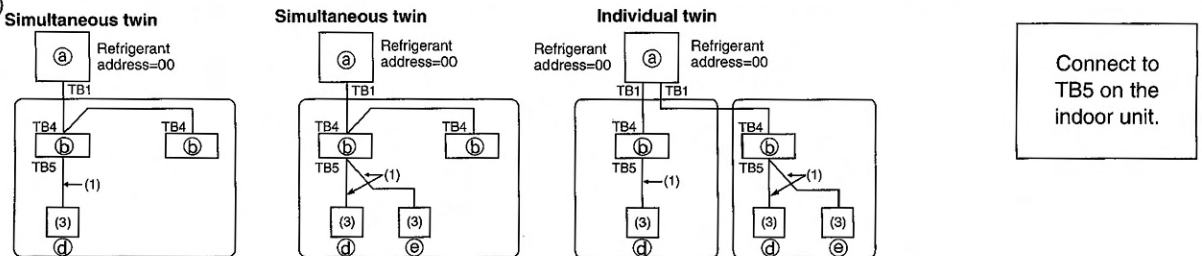 Simultaneous twin
ⓐ
Refrigerant
address=00
TB1
TB4
ⓑ
TB4
ⓑ
TB5
(1)
(3)
ⓓ
Simultaneous twin
ⓐ
Refrigerant
address=00
TB1
TB4
ⓑ
TB4
ⓑ
TB5
(1)
(3)
(3)
ⓓ
ⓔ
Individual twin
Refrigerant
address=00
ⓐ
Refrigerant
address=00
TB1
TB1
TB4
ⓑ
TB4
ⓑ
TB5
TB5
(1)
(1)
(3)
(3)
(3)
ⓓ
ⓓ
ⓔ
Connect to
TB5 on the
indoor unit.